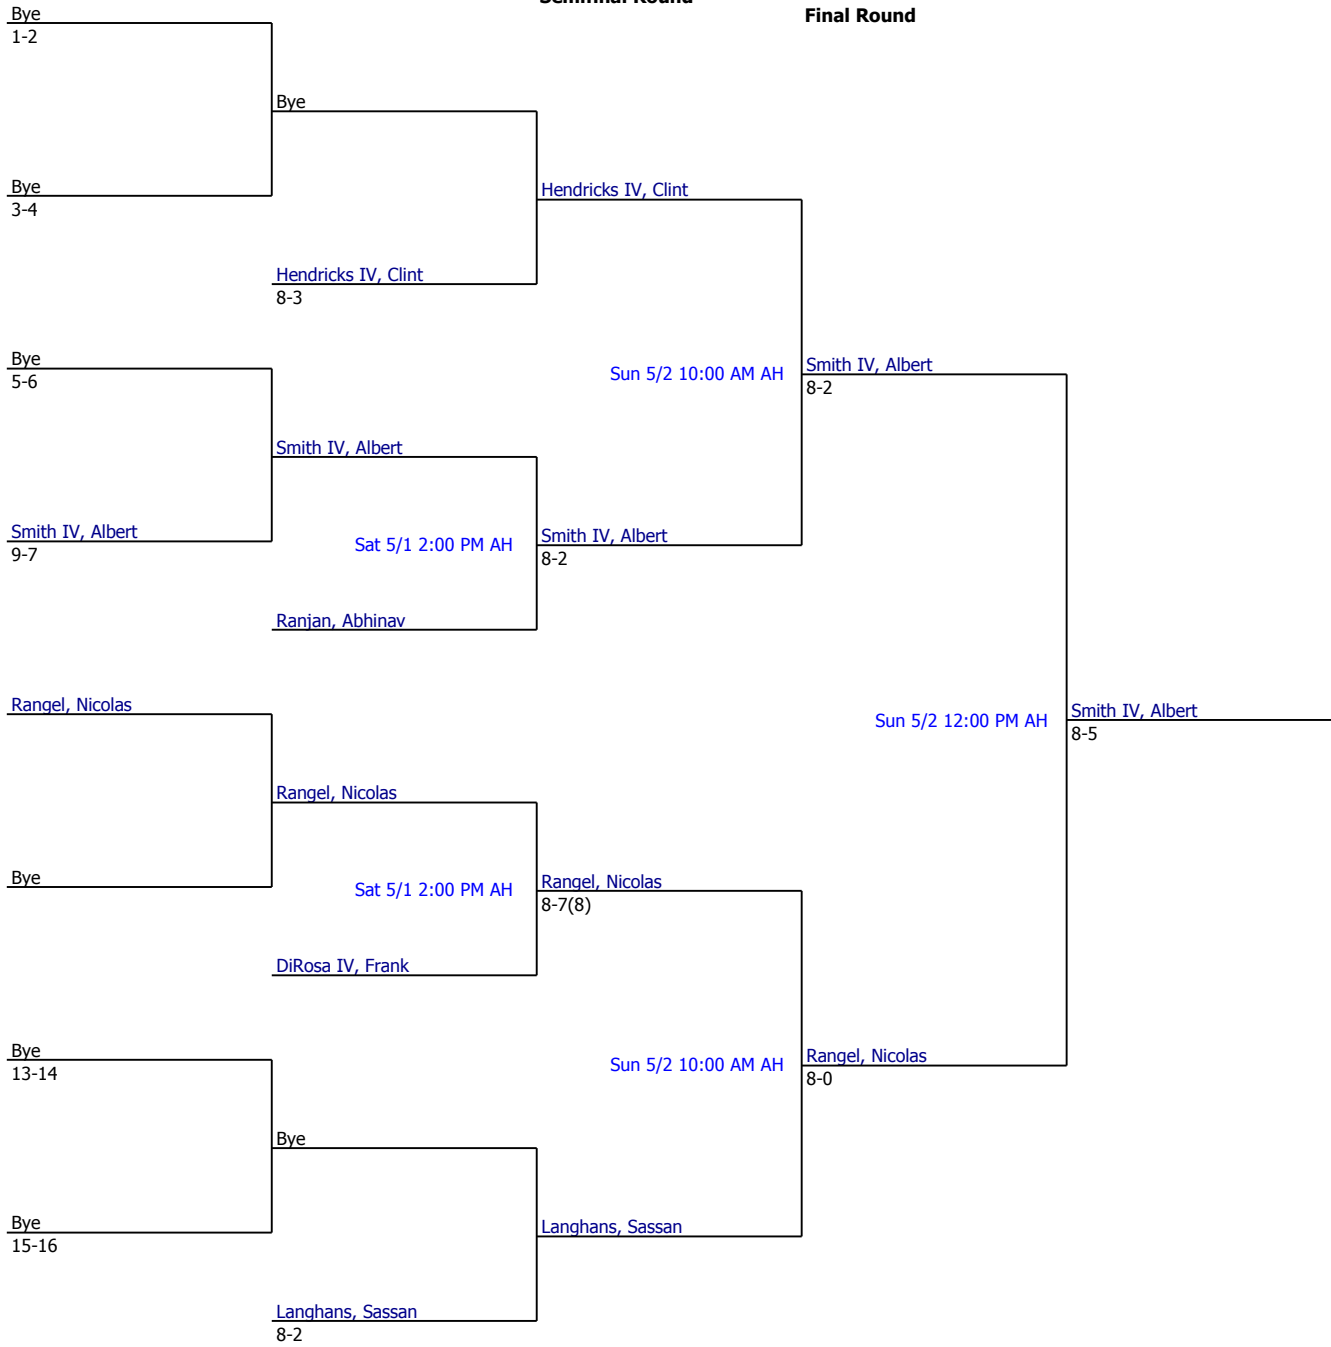 Semifinal Round
Final Round
Bye
1-2
Bye
Bye
3-4
Hendricks IV, Clint
Hendricks IV, Clint
8-3
Bye
5-6
Sun 5/2 10:00 AM AH
Smith IV, Albert
8-2
Smith IV, Albert
Smith IV, Albert
9-7
Sat 5/1 2:00 PM AH
Smith IV, Albert
8-2
Ranjan, Abhinav
Rangel, Nicolas
Sun 5/2 12:00 PM AH
Smith IV, Albert
8-5
Rangel, Nicolas
Bye
Sat 5/1 2:00 PM AH
Rangel, Nicolas
8-7(8)
DiRosa IV, Frank
Bye
13-14
Sun 5/2 10:00 AM AH
Rangel, Nicolas
8-0
Bye
Bye
15-16
Langhans, Sassan
Langhans, Sassan
8-2